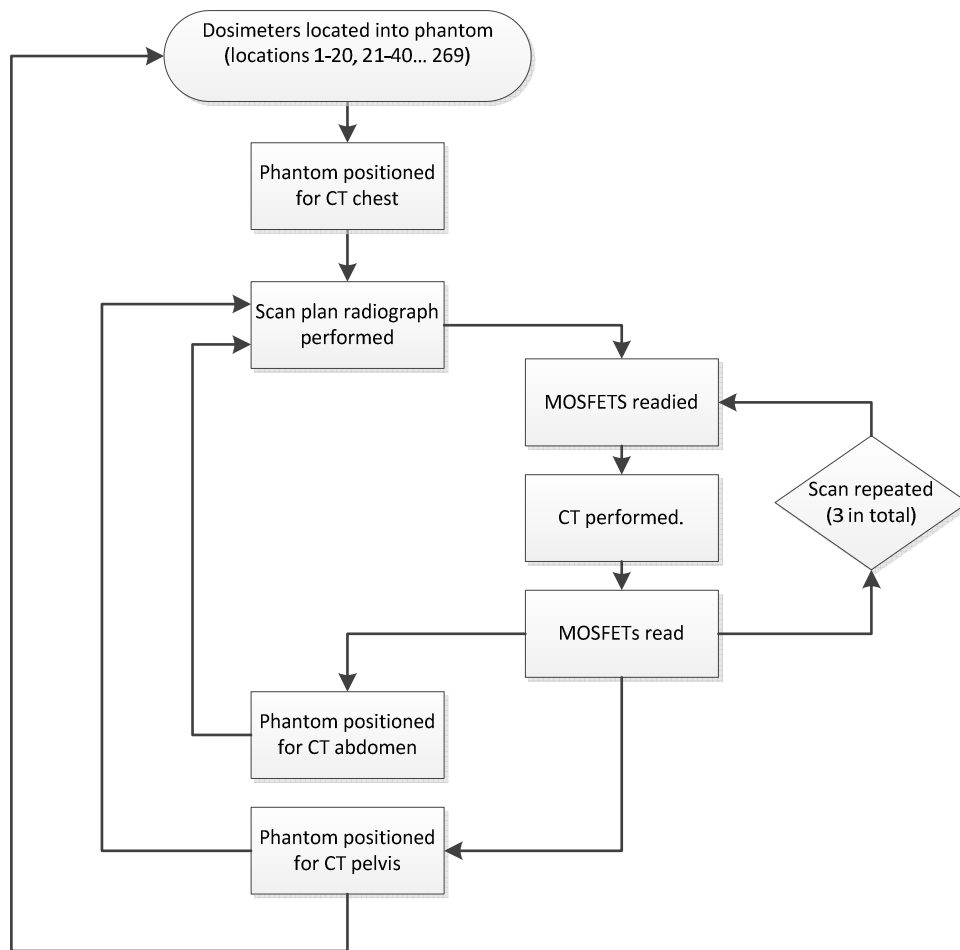 Dosimeters located into phantom
(locations 1-20, 21-40... 269)
Phantom positioned
for CT chest
Scan plan radiograph
performed
MOSFETS readied
CT performed.
Scan repeated
(3 in total)
MOSFETs read
Phantom positioned
for CT abdomen
Phantom positioned
for CT pelvis